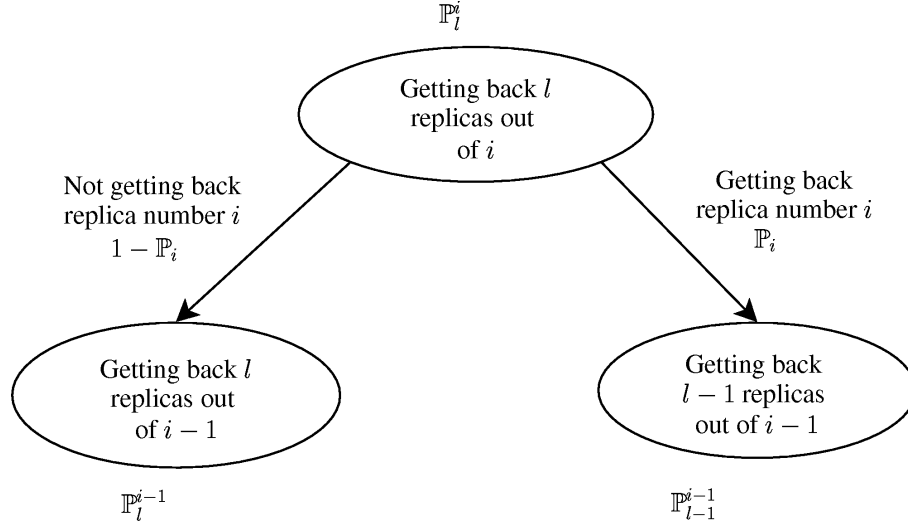 ℙ_l^i
Getting back l
replicas out
of i
Not getting back
replica number i
1 − ℙ_i
Getting back
replica number i
ℙ_i
Getting back l
replicas out
of i − 1
Getting back
l − 1 replicas
out of i − 1
ℙ_l^{i−1}
ℙ_{l−1}^{i−1}